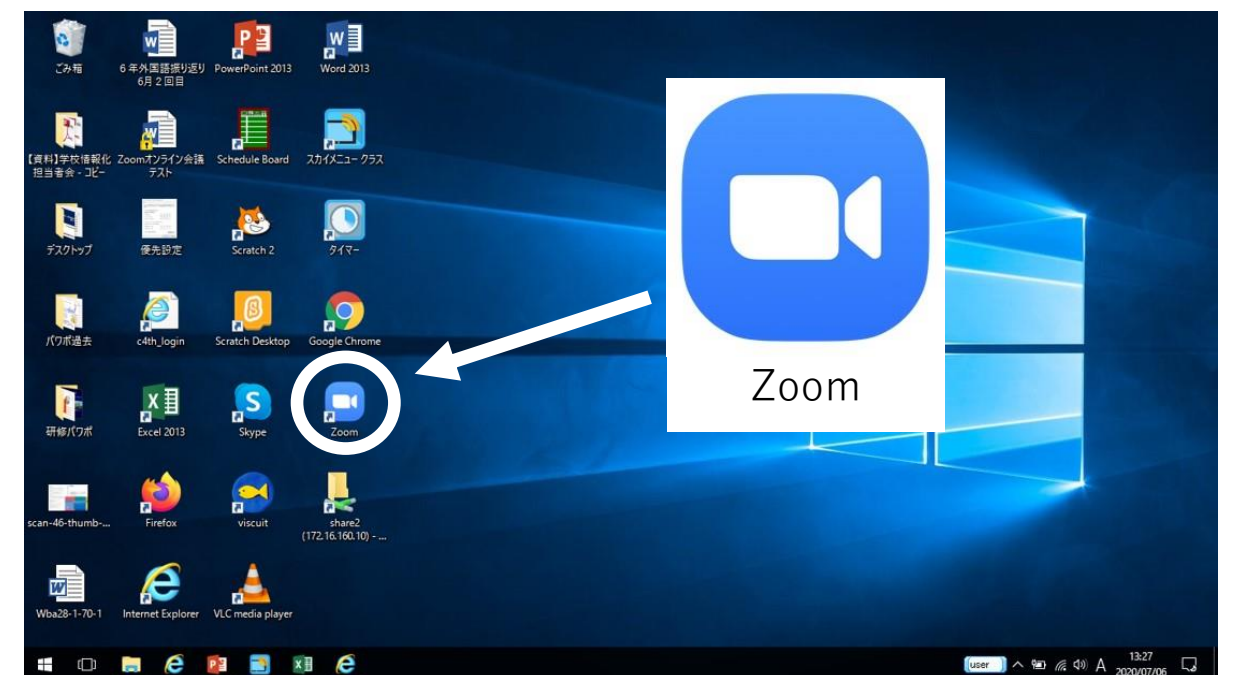 ごみ箱
6年外国語振り返り
6月2回目
PowerPoint 2013
Word 2013
【資料】学校情報化
担当者会 - コピー
Zoomオンライン会議
テスト
Schedule Board
スカイメニュー クラス
デスクトップ
優先設定
Scratch 2
タイマー
パワポ過去
c4th_login
Scratch Desktop
Google Chrome
研修パワポ
Excel 2013
Skype
Zoom
scan-46-thumb-...
Firefox
viscuit
share2
(172.16.160.10) - ...
Wba28-1-70-1
Internet Explorer
VLC media player
Zoom
user
A
13:27
2020/07/06